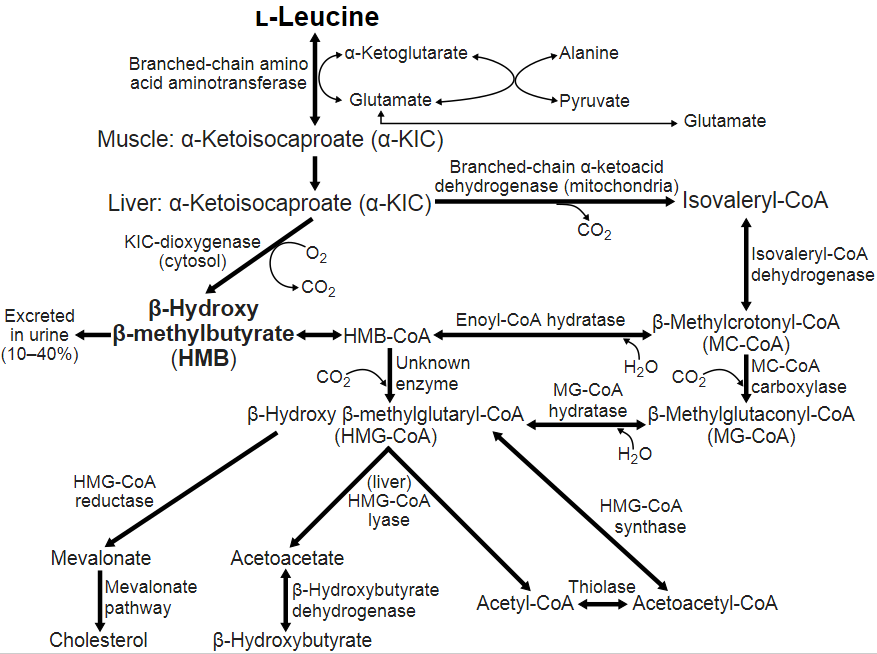 L-Leucine
Branched-chain amino
acid aminotransferase
α-Ketoglutarate
Alanine
Glutamate
Pyruvate
Glutamate
Muscle: α-Ketoisocaproate (α-KIC)
Branched-chain α-ketoacid
dehydrogenase (mitochondria)
Liver: α-Ketoisocaproate (α-KIC)
Isovaleryl-CoA
CO2
KIC-dioxygenase
(cytosol)
O2
CO2
Isovaleryl-CoA
dehydrogenase
Excreted
in urine
(10–40%)
β-Hydroxy
β-methylbutyrate
(HMB)
HMB-CoA
Enoyl-CoA hydratase
β-Methylcrotonyl-CoA
(MC-CoA)
H2O
CO2
Unknown
enzyme
CO2
MC-CoA
carboxylase
MG-CoA
hydratase
β-Hydroxy β-methylglutaryl-CoA
(HMG-CoA)
β-Methylglutaconyl-CoA
(MG-CoA)
H2O
HMG-CoA
reductase
(liver)
HMG-CoA
lyase
HMG-CoA
synthase
Mevalonate
Acetoacetate
Mevalonate
pathway
β-Hydroxybutyrate
dehydrogenase
Acetyl-CoA
Thiolase
Acetoacetyl-CoA
Cholesterol
β-Hydroxybutyrate